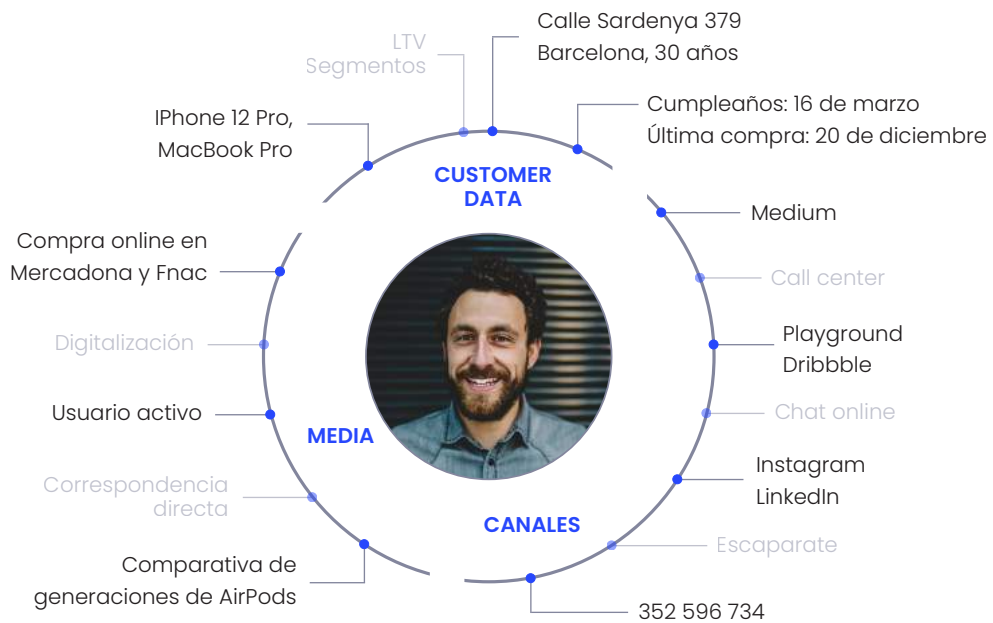 Calle Sardenya 379
Barcelona, 30 años
LTV
Segmentos
Cumpleaños: 16 de marzo
Última compra: 20 de diciembre
IPhone 12 Pro,
MacBook Pro
CUSTOMER
DATA
Medium
Compra online en
Mercadona y Fnac
Call center
Digitalización
Playground
Dribbble
Usuario activo
Chat online
MEDIA
Instagram
LinkedIn
Correspondencia
directa
CANALES
Escaparate
Comparativa de
generaciones de AirPods
352 596 734